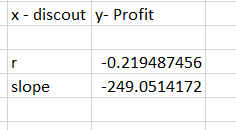 x - discout y- Profit
r -0.219487456
slope -249.0514172